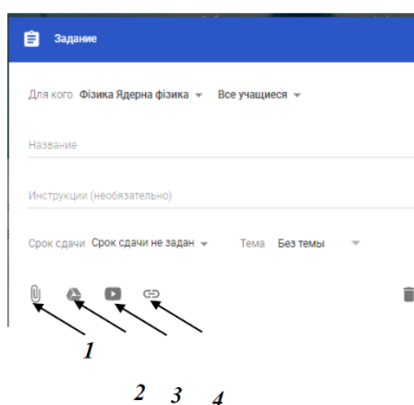 Задание
Для кого Фізика Ядерна фізика Все учащиеся
Название
Инструкции (необязательно)
Срок сдачи Срок сдачи не задан Тема Без темы
1
2 3 4